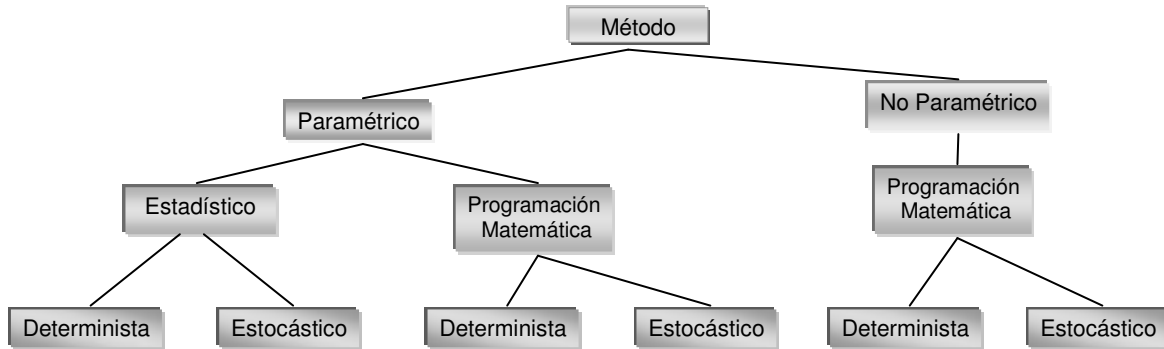 Método
Paramétrico
No Paramétrico
Estadístico
Programación
Matemática
Programación
Matemática
Determinista
Estocástico
Determinista
Estocástico
Determinista
Estocástico